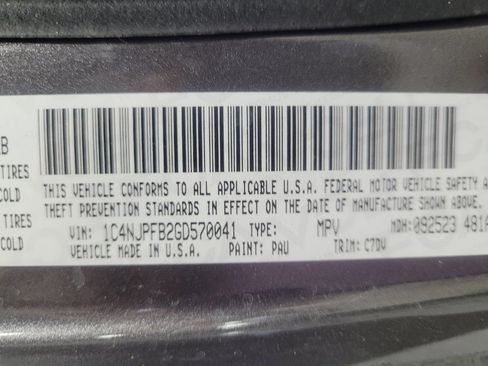 B
TIRES
COLD
TIRES
COLD
THIS VEHICLE CONFORMS TO ALL APPLICABLE U.S.A. FEDERAL MOTOR VEHICLE SAFETY A
THEFT PREVENTION STANDARDS IN EFFECT ON THE DATE OF MANUFACTURE SHOWN ABOVE.
VIN: 1C4NJPFB2GD570041 TYPE: MPV MDH: 092523 481A
VEHICLE MADE IN U.S.A. PAINT: PAU TRIM: C7DV